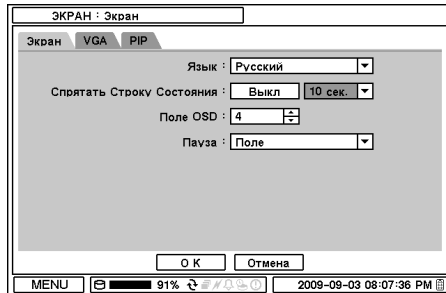 ЭКРАН : Экран
Экран VGA PIP
Язык : Русский
Спрятать Строку Состояния : Выкл 10 сек.
Поле OSD : 4
Пауза : Поле
О К Отмена
MENU 91% 2009-09-03 08:07:36 PM